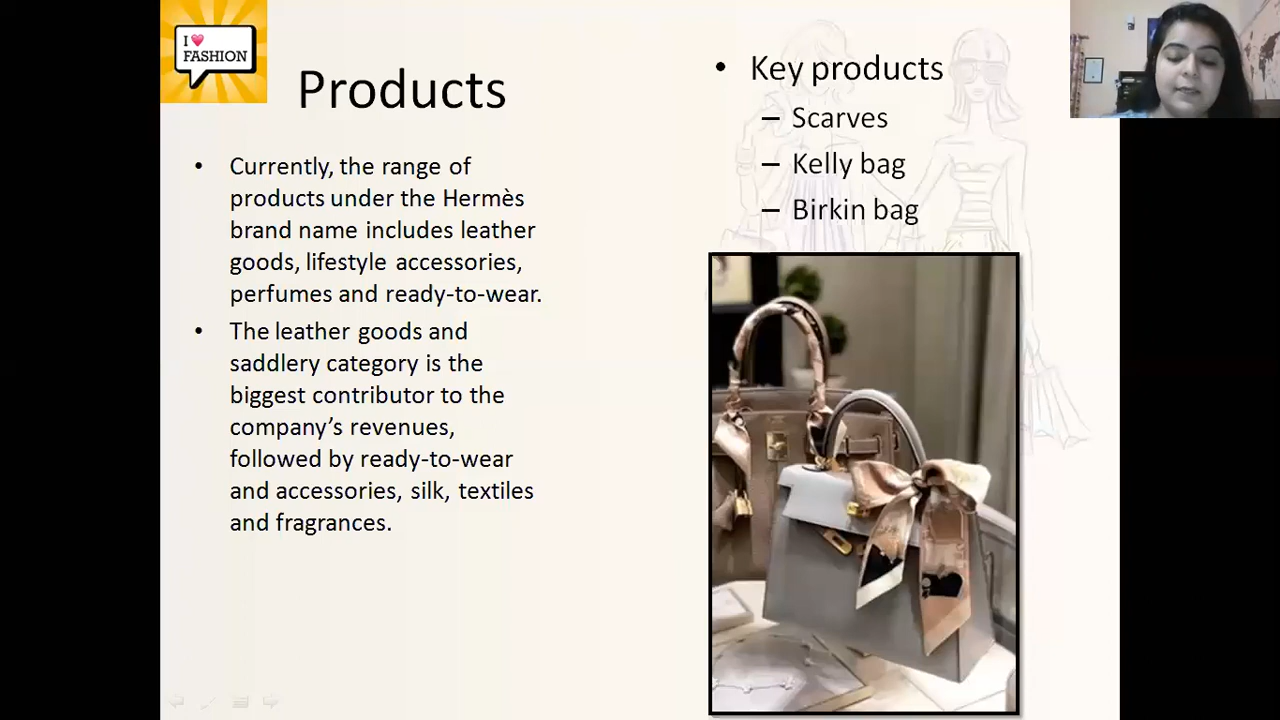 I ❤
FASHION
Products
Currently, the range of
products under the Hermès
brand name includes leather
goods, lifestyle accessories,
perfumes and ready-to-wear.
The leather goods and
saddlery category is the
biggest contributor to the
company’s revenues,
followed by ready-to-wear
and accessories, silk, textiles
and fragrances.
• Key products
– Scarves
– Kelly bag
– Birkin bag